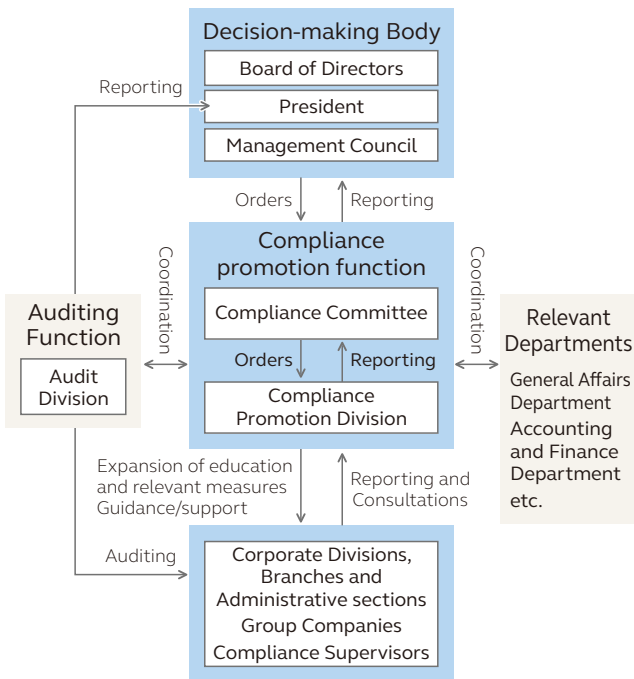 Decision-making Body
Board of Directors
Reporting
President
Management Council
Orders
Reporting
Compliance
promotion function
Coordination
Coordination
Auditing
Function
Audit
Division
Compliance Committee
Orders
Reporting
Compliance
Promotion Division
Relevant
Departments
General Affairs
Department
Accounting
and Finance
Department
etc.
Expansion of education
and relevant measures
Guidance/support
Reporting and
Consultations
Auditing
Corporate Divisions,
Branches and
Administrative sections
Group Companies
Compliance Supervisors